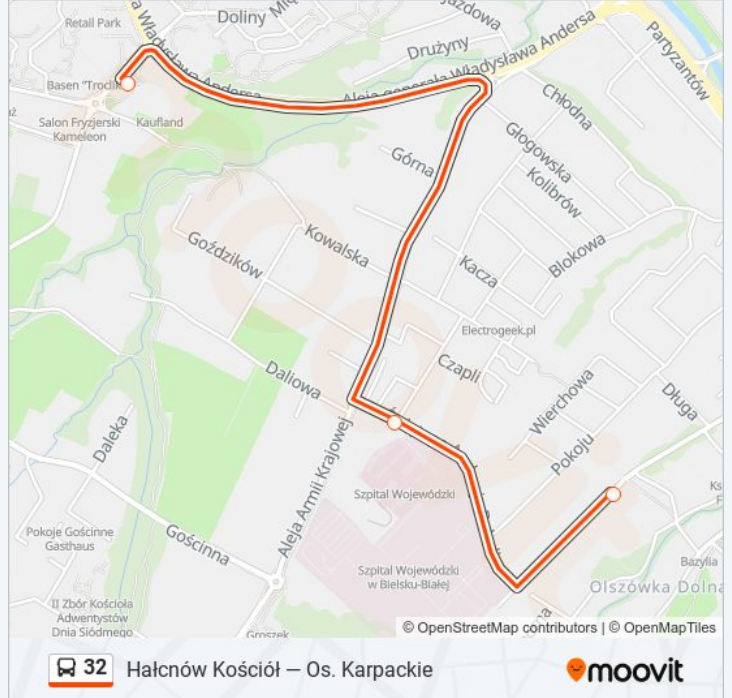 Retail Park
Doliny
Drużyny
Władysława Andersa
Aleja generała Władysława Andersa
Partyzantów
Basen "Troclik"
Salon Fryzjerski
Kameleon
Kaufland
Chłodna
Głogowska
Kolibrów
Górna
Blokowa
Goździków
Kowalska
Kacza
Electrogeek.pl
Czapli
Daliowa
Wierchowa
Długa
Pokoju
Daleka
Aleja Armii Krajowej
Szpital Wojewódzki
Pokoje Gościnne
Gasthaus
Gościnna
Szpital Wojewódzki
w Bielsku-Białej
Bazylia
Olszówka Dolna
II Zbór Kościoła
Adwentystów
Dnia Siódmego
Groszek
© OpenStreetMap contributors | © OpenMapTiles
32 Hałcnów Kościół — Os. Karpackie
moovit